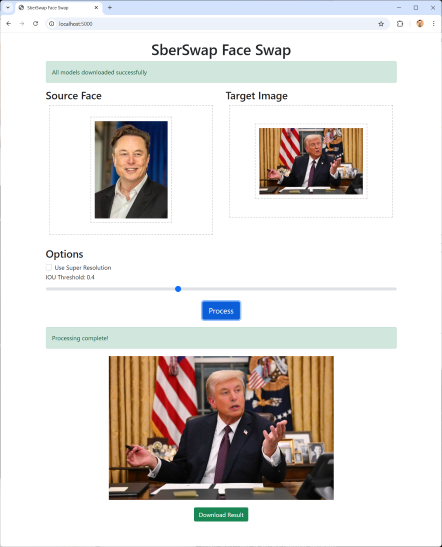 SberSwap Face Swap
localhost:5000
SberSwap Face Swap
All models downloaded successfully
Source Face
Target Image
Options
Use Super Resolution
IOU Threshold: 0.4
Process
Processing complete!
Download Result